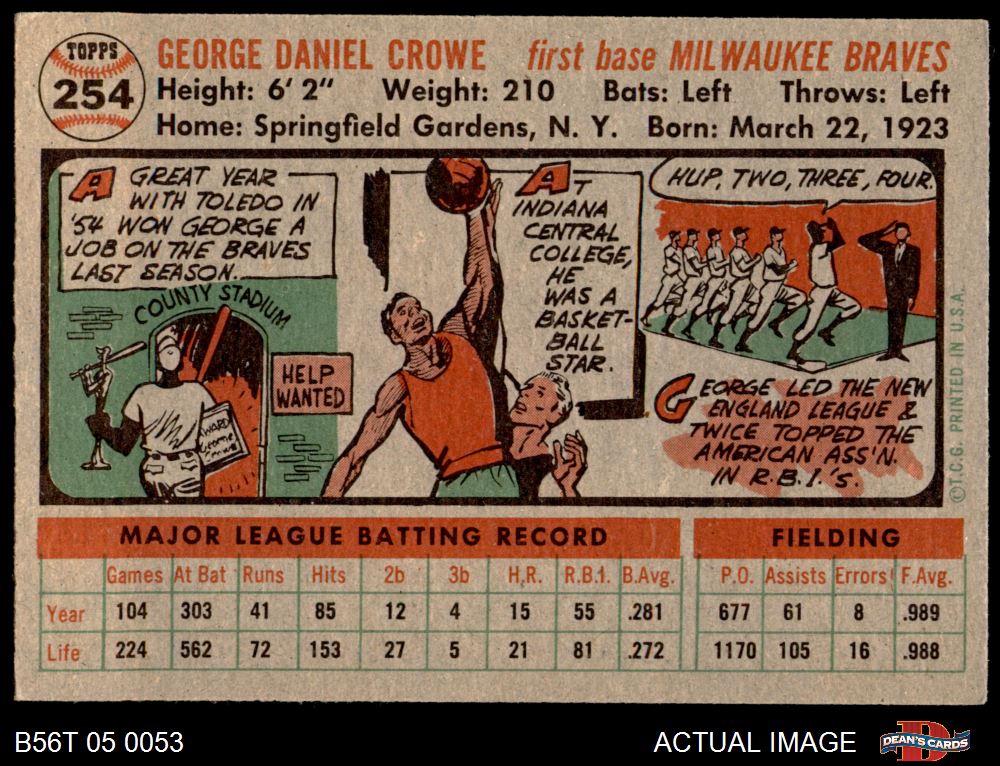 TOPPS
254
GEORGE DANIEL CROWE first base MILWAUKEE BRAVES
Height: 6' 2" Weight: 210 Bats: Left Throws: Left
Home: Springfield Gardens, N. Y. Born: March 22, 1923
A GREAT YEAR
WITH TOLEDO IN
'54 WON GEORGE A
JOB ON THE BRAVES
LAST SEASON...
COUNTY STADIUM
HELP
WANTED
AWARD
George
Crowe
AT
INDIANA
CENTRAL
COLLEGE,
HE
WAS A
BASKET-
BALL
STAR.
HUP, TWO, THREE, FOUR.
GEORGE LED THE NEW
ENGLAND LEAGUE &
TWICE TOPPED THE
AMERICAN ASS'N.
IN R.B.I.'s.
©T.C.G. PRINTED IN U.S.A.
MAJOR LEAGUE BATTING RECORD FIELDING
Games At Bat Runs Hits 2b 3b H.R. R.B.I. B.Avg. P.O. Assists Errors F.Avg.
Year 104 303 41 85 12 4 15 55 .281 677 61 8 .989
Life 224 562 72 153 27 5 21 81 .272 1170 105 16 .988
B56T 05 0053 ACTUAL IMAGE
D
DEAN'S CARDS